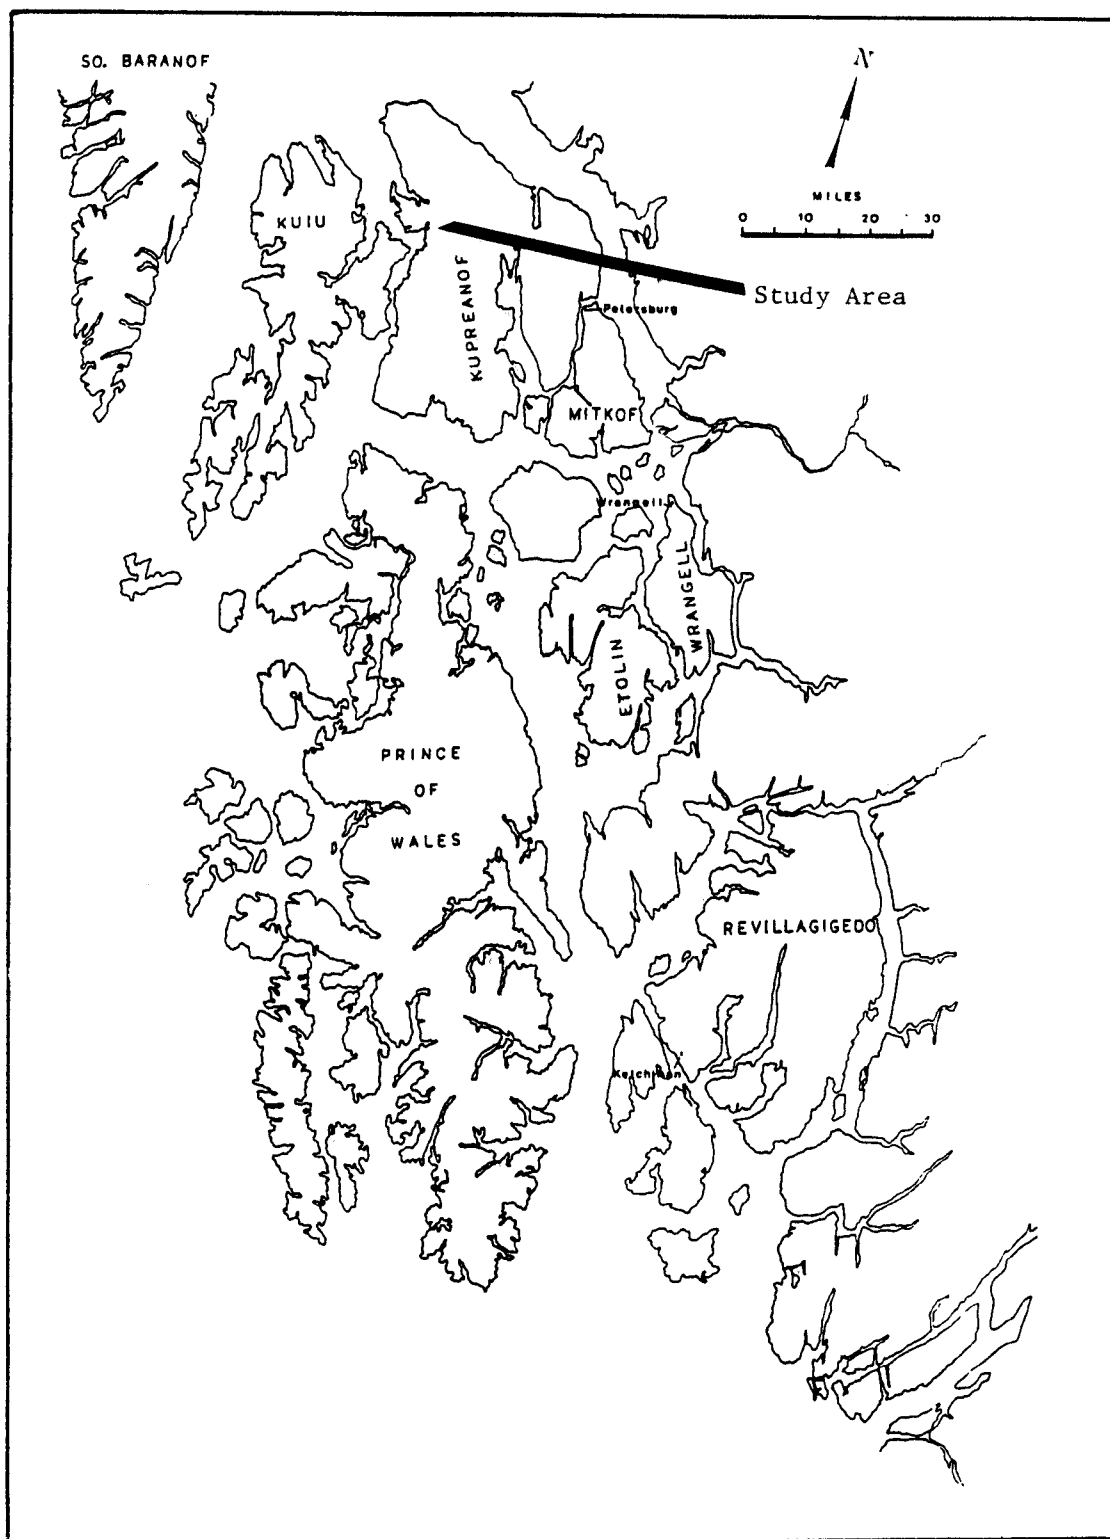 SO. BARANOF
N
MILES
0 10 20 30
KUIU
KUPREANOF
Study Area
Petersburg
MITKOF
Wrangell
WRANGELL
ETOLIN
PRINCE
OF
WALES
REVILLAGIGEDO
Ketchikan